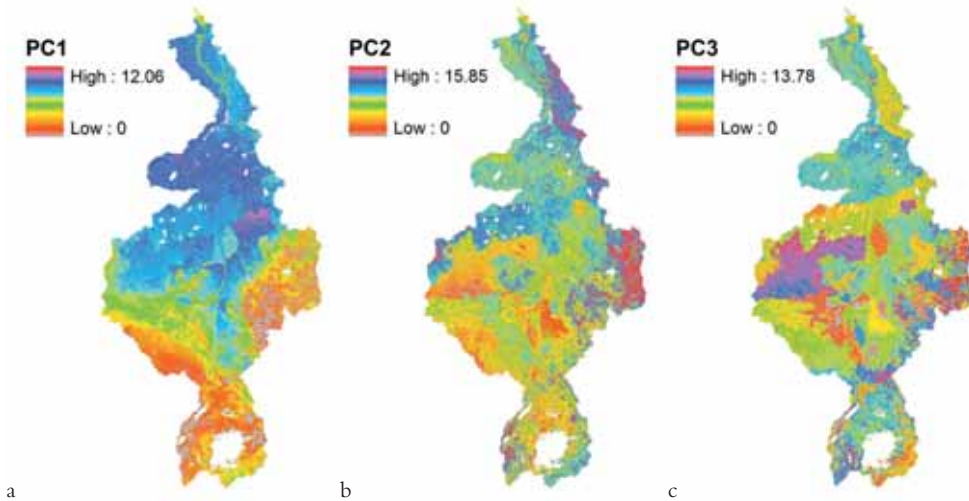 PC1
High : 12.06
Low : 0
PC2
High : 15.85
Low : 0
PC3
High : 13.78
Low : 0
a
b
c